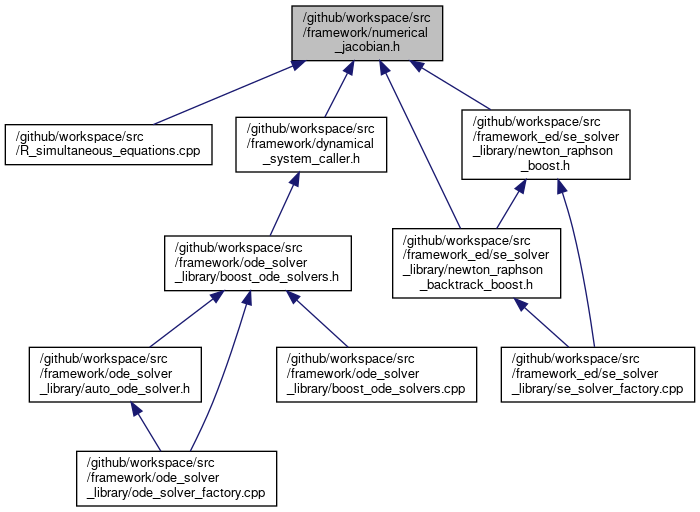 /github/workspace/src
/framework/numerical
_jacobian.h
/github/workspace/src
/R_simultaneous_equations.cpp
/github/workspace/src
/framework/dynamical
_system_caller.h
/github/workspace/src
/framework_ed/se_solver
_library/newton_raphson
_boost.h
/github/workspace/src
/framework/ode_solver
_library/boost_ode_solvers.h
/github/workspace/src
/framework_ed/se_solver
_library/newton_raphson
_backtrack_boost.h
/github/workspace/src
/framework/ode_solver
_library/auto_ode_solver.h
/github/workspace/src
/framework/ode_solver
_library/boost_ode_solvers.cpp
/github/workspace/src
/framework_ed/se_solver
_library/se_solver_factory.cpp
/github/workspace/src
/framework/ode_solver
_library/ode_solver_factory.cpp